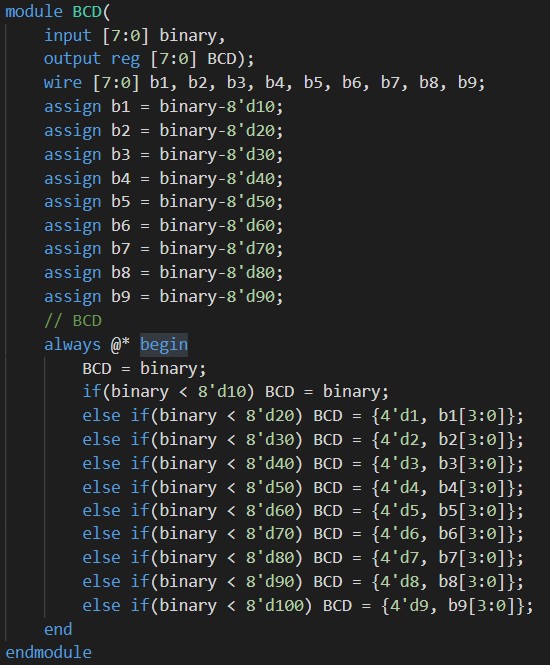 module BCD(
    input [7:0] binary,
    output reg [7:0] BCD);
    wire [7:0] b1, b2, b3, b4, b5, b6, b7, b8, b9;
    assign b1 = binary-8'd10;
    assign b2 = binary-8'd20;
    assign b3 = binary-8'd30;
    assign b4 = binary-8'd40;
    assign b5 = binary-8'd50;
    assign b6 = binary-8'd60;
    assign b7 = binary-8'd70;
    assign b8 = binary-8'd80;
    assign b9 = binary-8'd90;
    // BCD
    always @* begin
        BCD = binary;
        if(binary < 8'd10) BCD = binary;
        else if(binary < 8'd20) BCD = {4'd1, b1[3:0]};
        else if(binary < 8'd30) BCD = {4'd2, b2[3:0]};
        else if(binary < 8'd40) BCD = {4'd3, b3[3:0]};
        else if(binary < 8'd50) BCD = {4'd4, b4[3:0]};
        else if(binary < 8'd60) BCD = {4'd5, b5[3:0]};
        else if(binary < 8'd70) BCD = {4'd6, b6[3:0]};
        else if(binary < 8'd80) BCD = {4'd7, b7[3:0]};
        else if(binary < 8'd90) BCD = {4'd8, b8[3:0]};
        else if(binary < 8'd100) BCD = {4'd9, b9[3:0]};
    end
endmodule